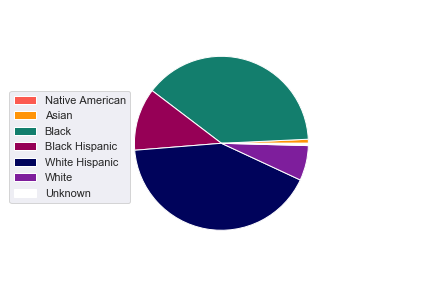 Native American
Asian
Black
Black Hispanic
White Hispanic
White
Unknown